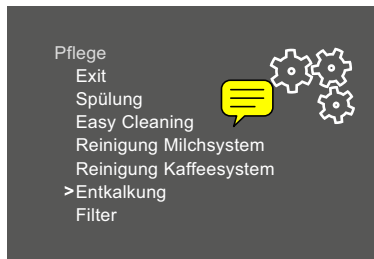 Pflege
Exit
Spülung
Easy Cleaning
Reinigung Milchsystem
Reinigung Kaffeesystem
>Entkalkung
Filter